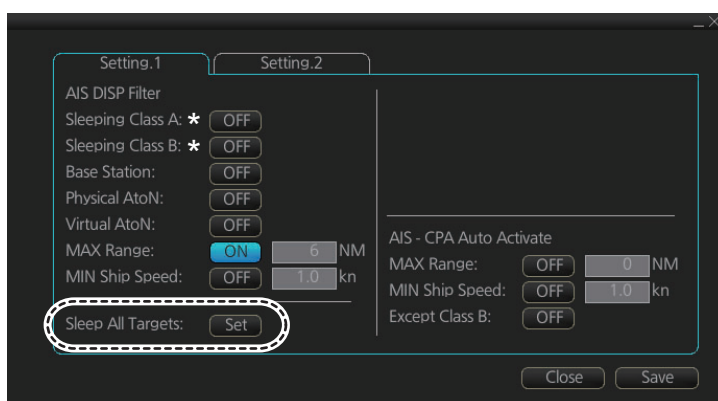 Setting.1
Setting.2
AIS DISP Filter
Sleeping Class A: * OFF
Sleeping Class B: * OFF
Base Station: OFF
Physical AtoN: OFF
Virtual AtoN: OFF
MAX Range: ON 6 NM
MIN Ship Speed: OFF 1.0 kn
Sleep All Targets: Set
AIS - CPA Auto Activate
MAX Range: OFF 0 NM
MIN Ship Speed: OFF 1.0 kn
Except Class B: OFF
Close
Save